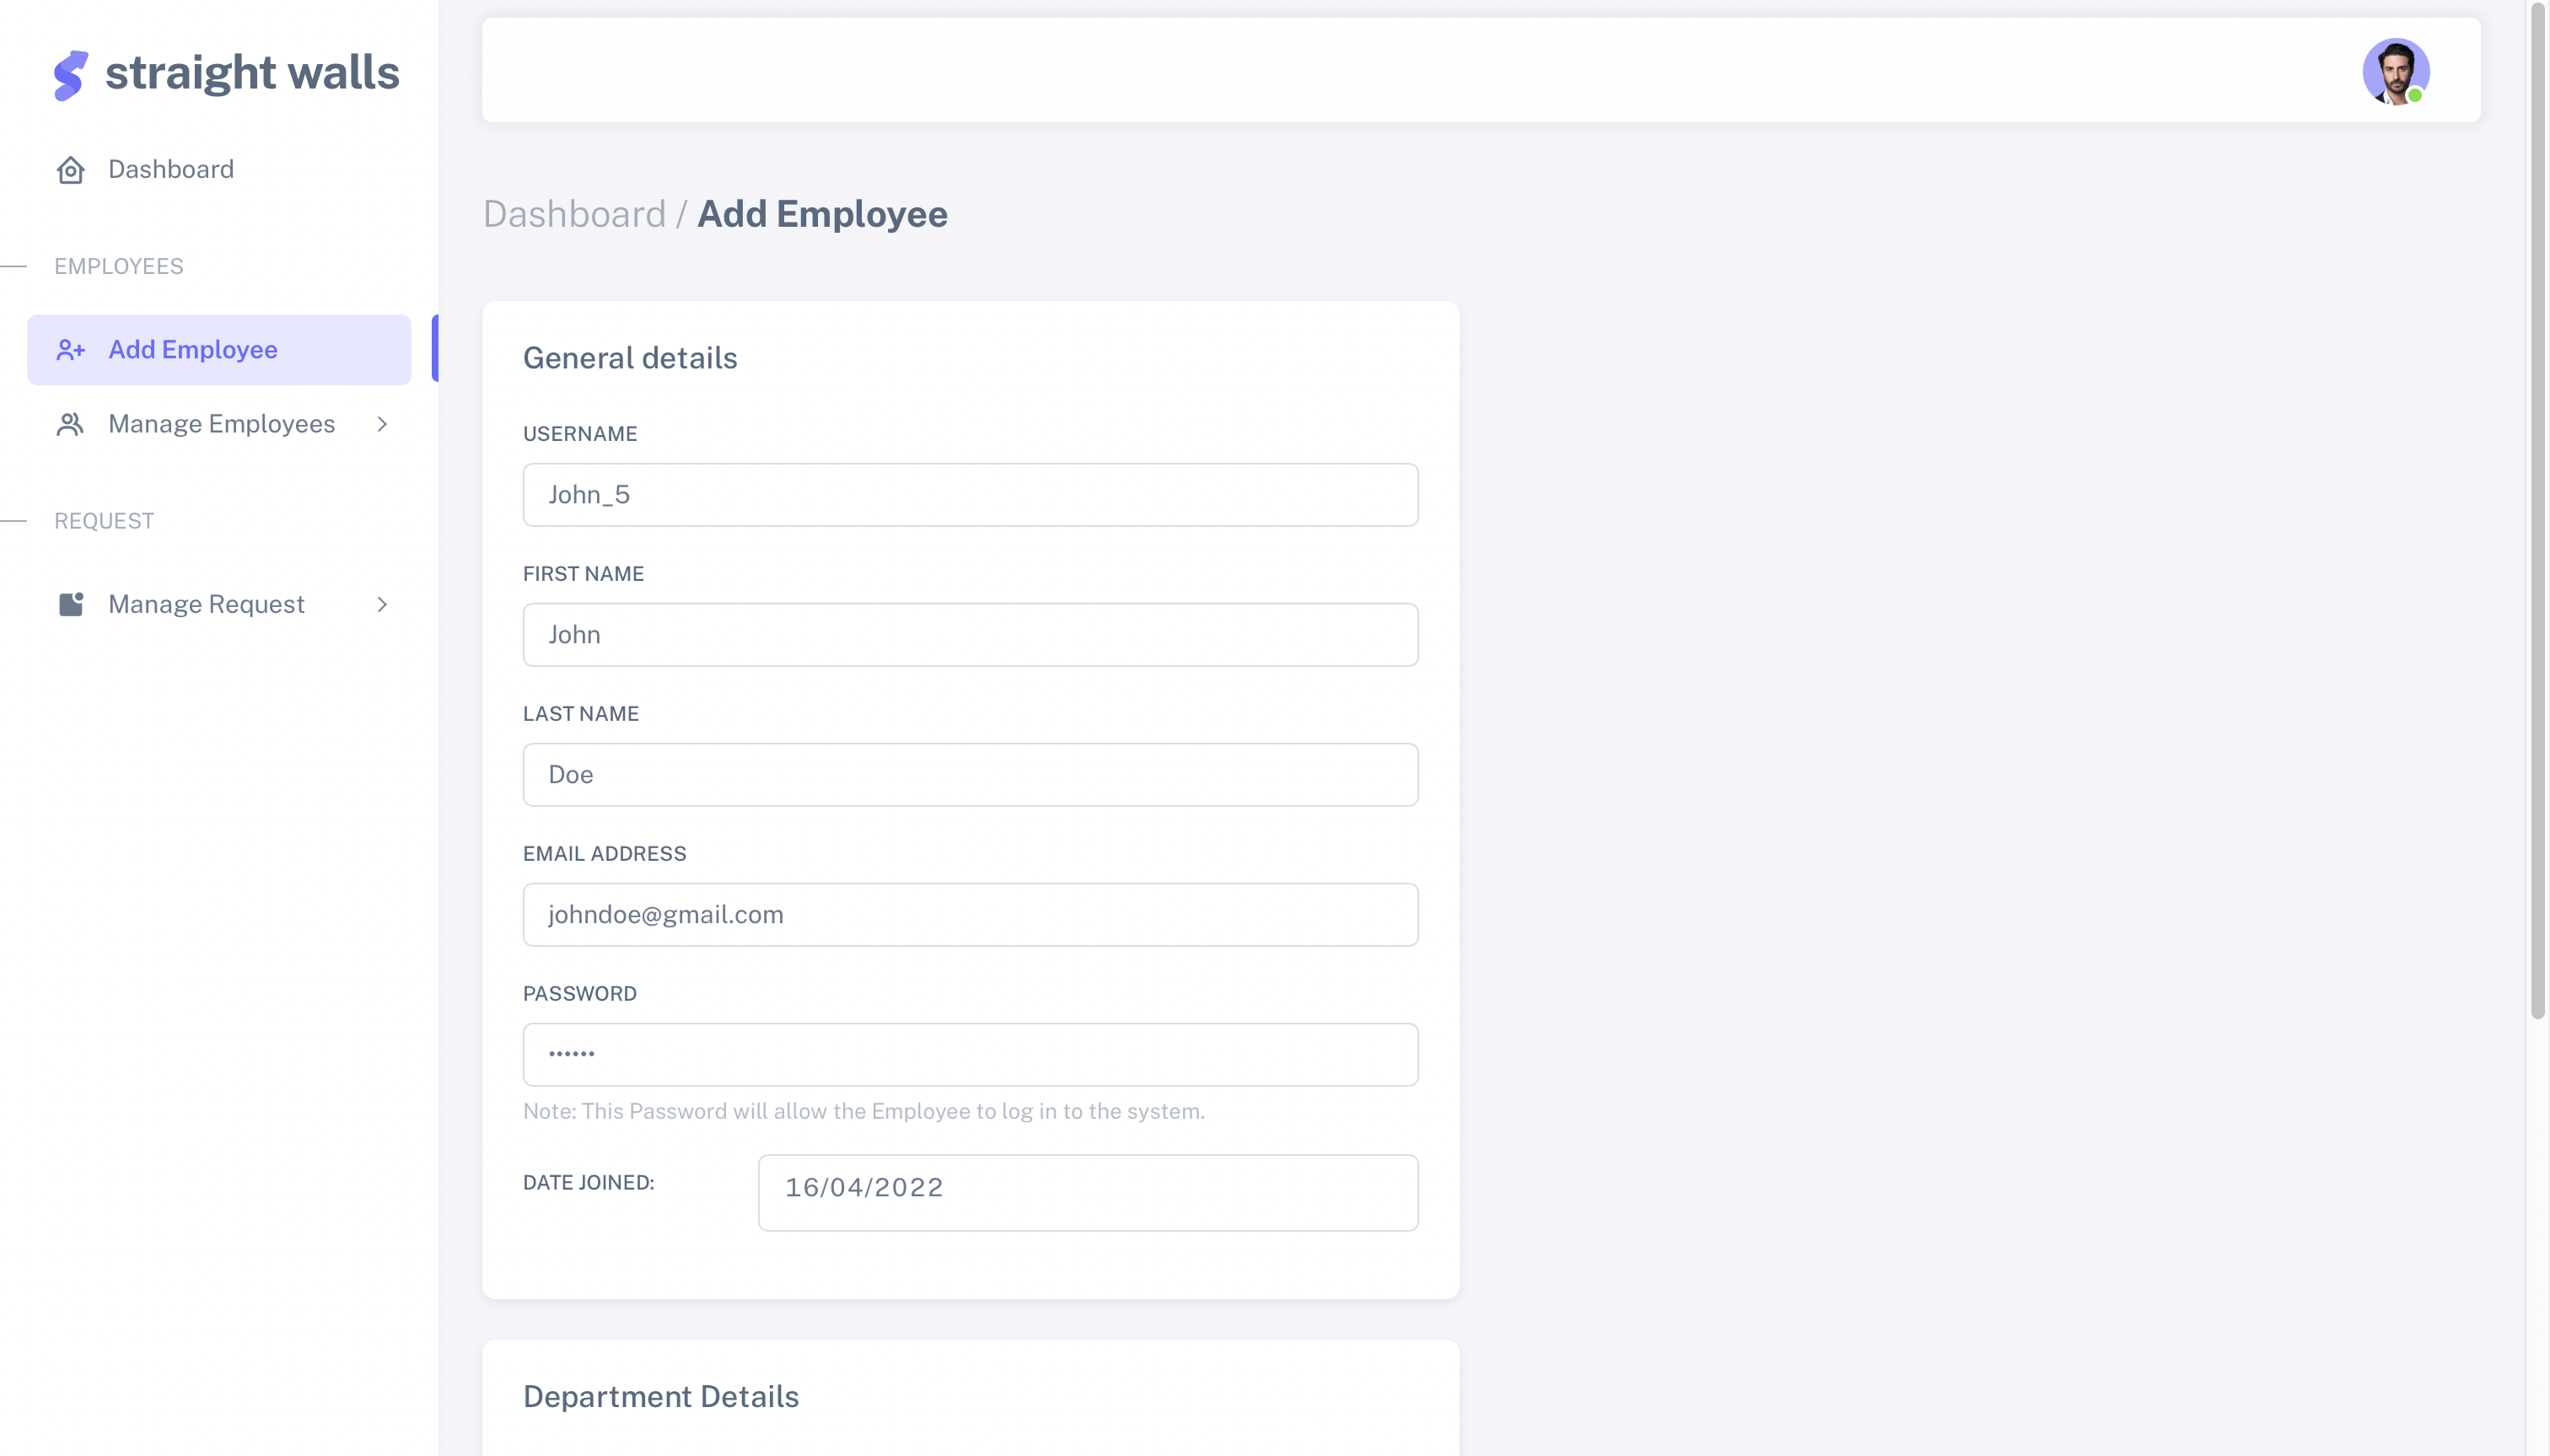 straight walls
Dashboard
EMPLOYEES
Add Employee
Manage Employees
REQUEST
Manage Request
Dashboard / Add Employee
General details
USERNAME
John_5
FIRST NAME
John
LAST NAME
Doe
EMAIL ADDRESS
johndoe@gmail.com
PASSWORD
••••••
Note: This Password will allow the Employee to log in to the system.
DATE JOINED: 16/04/2022
Department Details